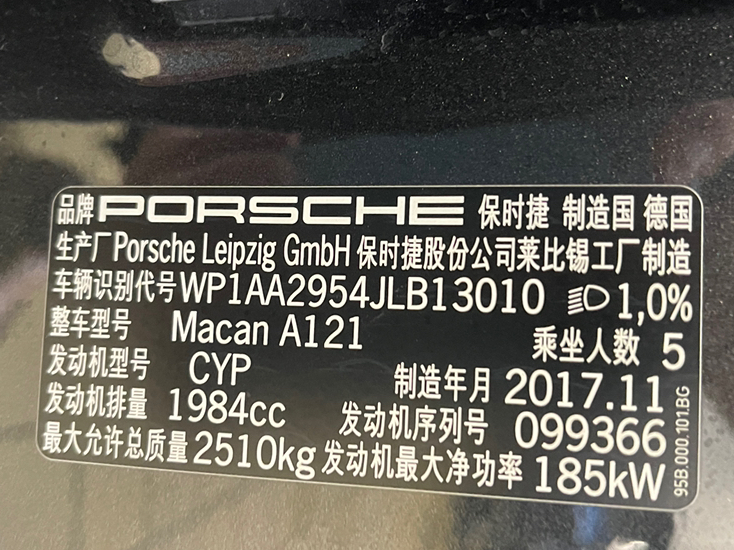 品牌 PORSCHE 保时捷 制造国 德国
生产厂 Porsche Leipzig GmbH 保时捷股份公司莱比锡工厂制造
车辆识别代号 WP1AA2954JLB13010 1,0%
整车型号 Macan A121 乘坐人数 5
发动机型号 CYP 制造年月 2017.11
发动机排量 1984cc 发动机序列号 099366
最大允许总质量 2510kg 发动机最大净功率 185kW
95B.000.101.BG